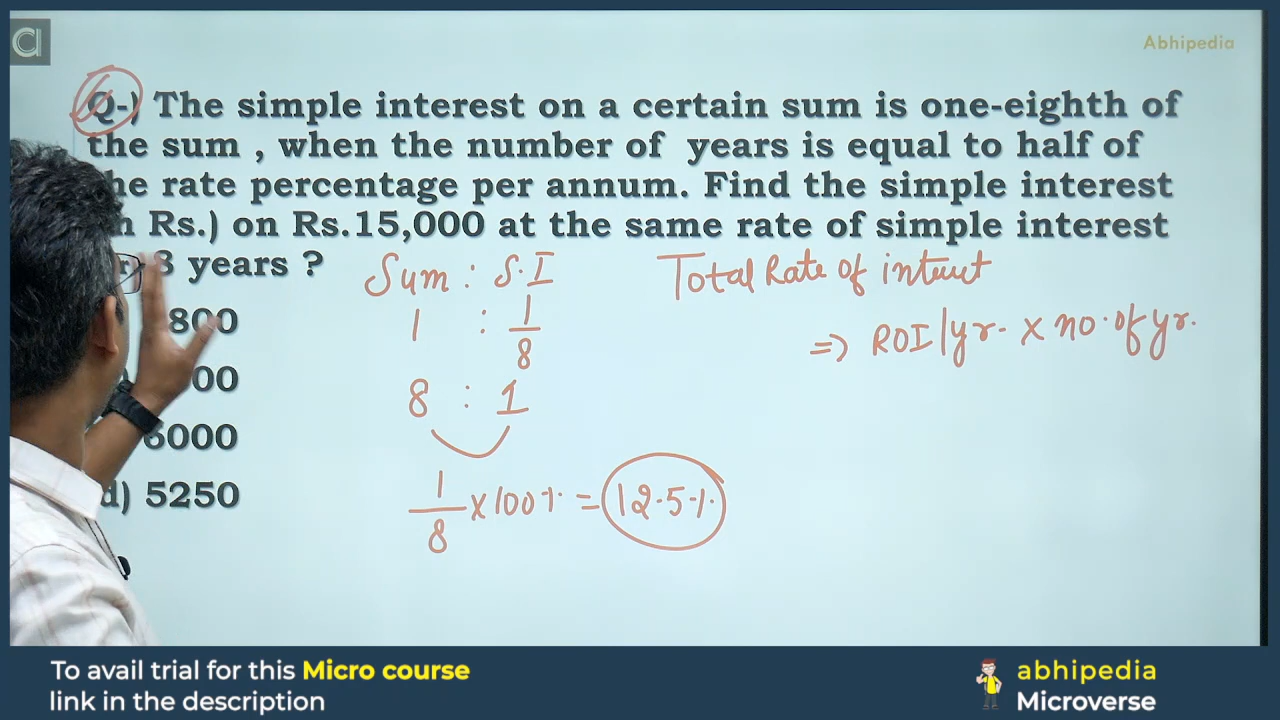 Abhipedia
Q-) The simple interest on a certain sum is one-eighth of
the sum , when the number of years is equal to half of
the rate percentage per annum. Find the simple interest
Rs.) on Rs.15,000 at the same rate of simple interest
8 years ?
800
00
6000
d) 5250
Sum : S.I
1 : 1/8
8 : 1
1/8 x 100% = 12.5%
Total Rate of interest
=> ROI/yr. x no. of yr.
To avail trial for this Micro course
link in the description
abhipedia
Microverse